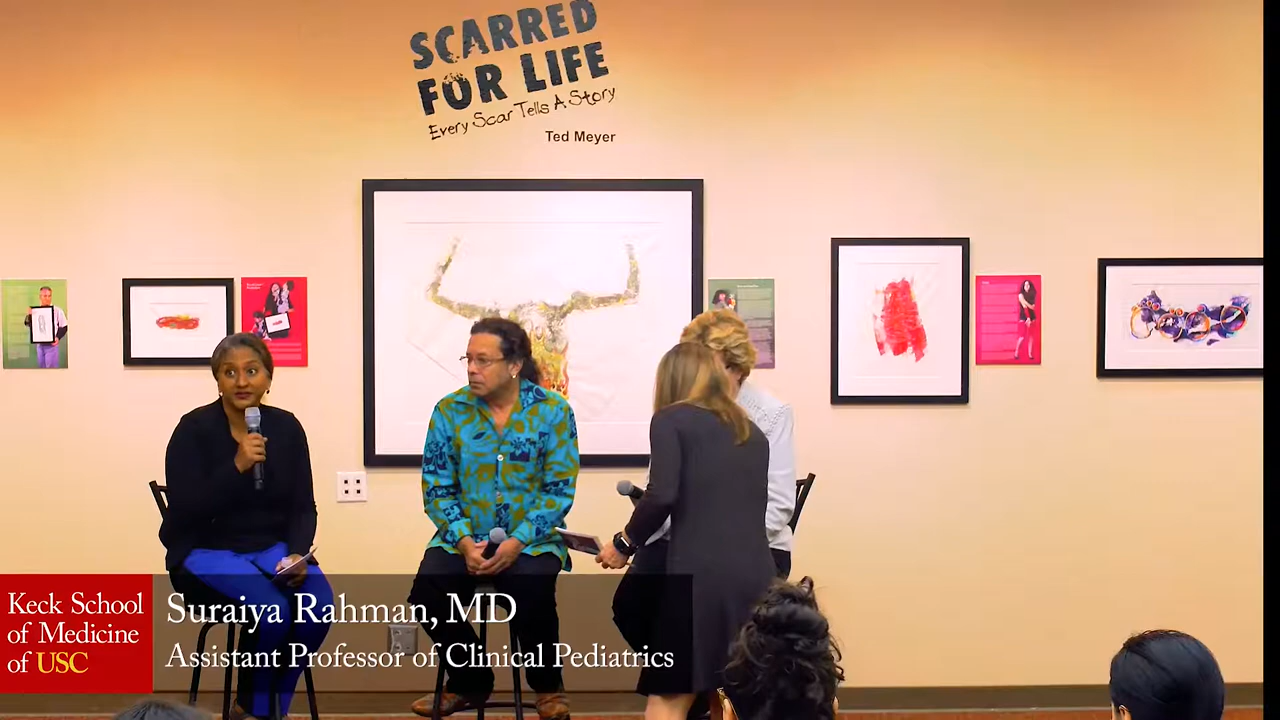 SCARRED
FOR LIFE
Every Scar Tells A Story
Ted Meyer
Keck School
of Medicine
of USC
Suraiya Rahman, MD
Assistant Professor of Clinical Pediatrics